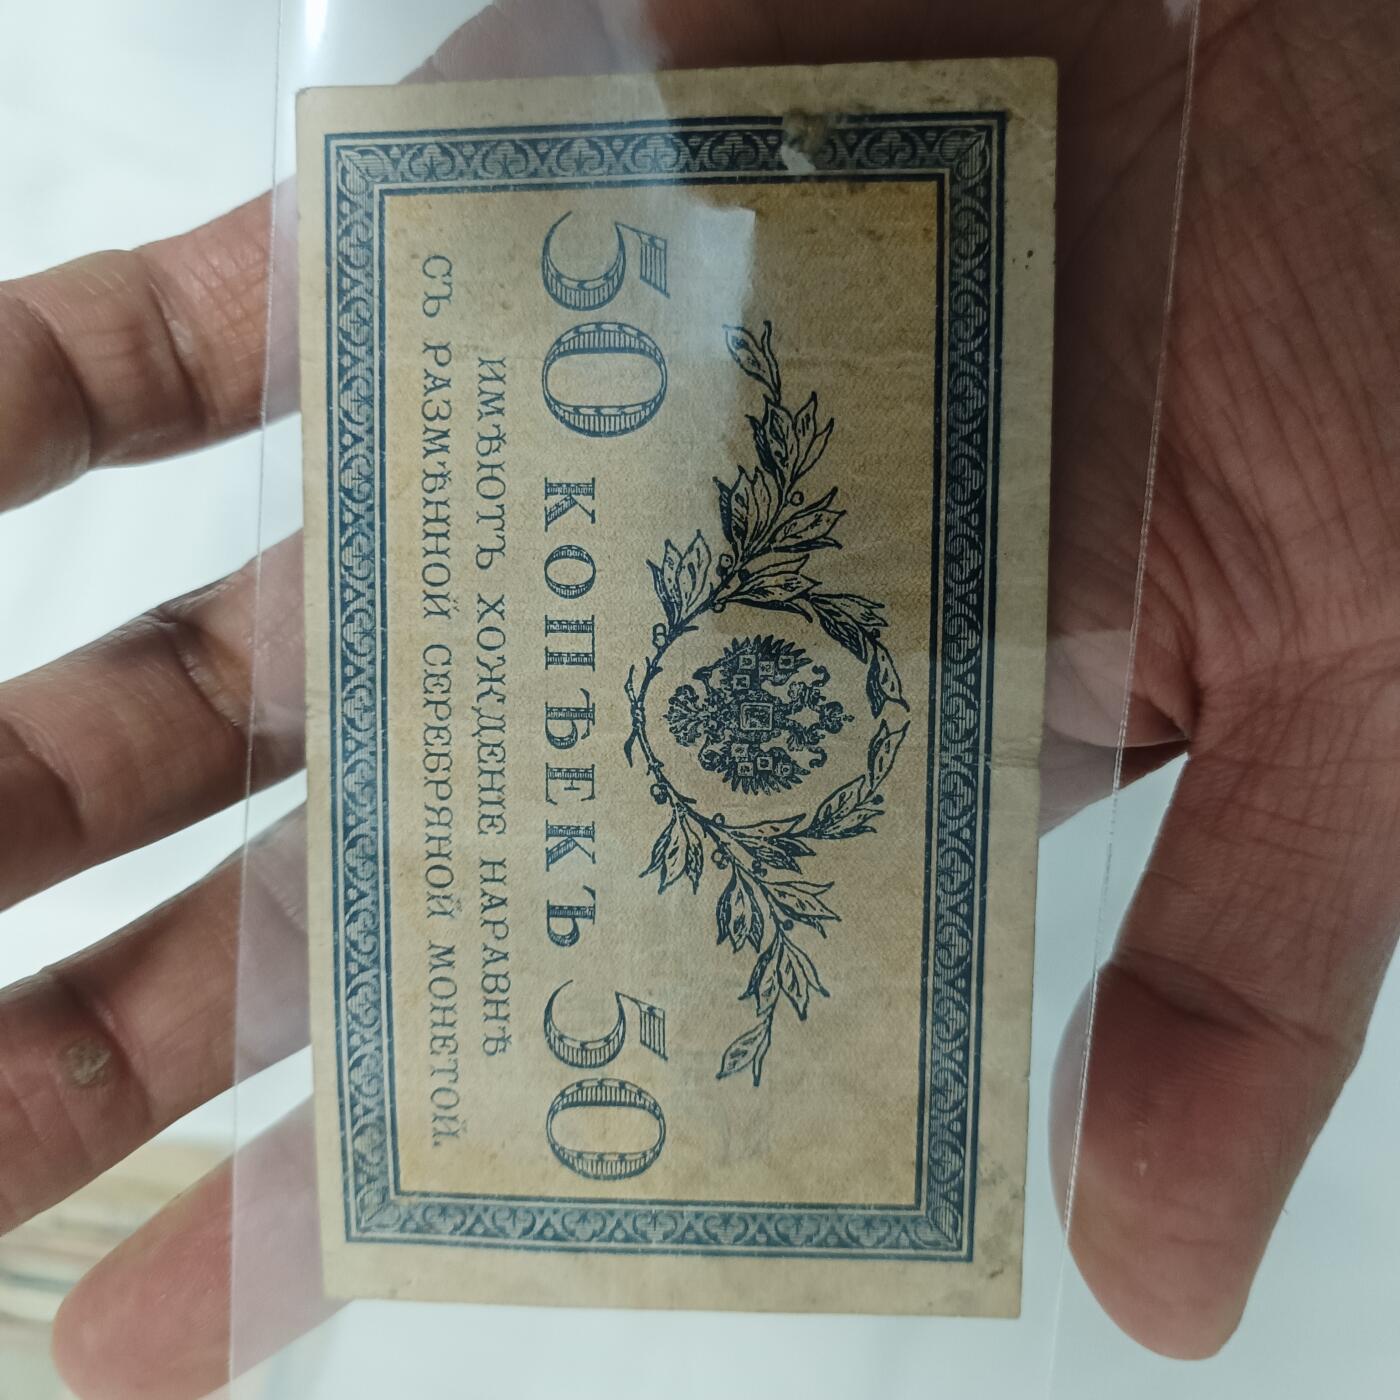 50 КОПѢЕКЪ 50
ИМѢЮТЪ ХОЖДЕНІЕ НАРАВНѢ
СЪ РАЗМѢННОЙ СЕРЕБРЯНОЙ МОНЕТОЙ.